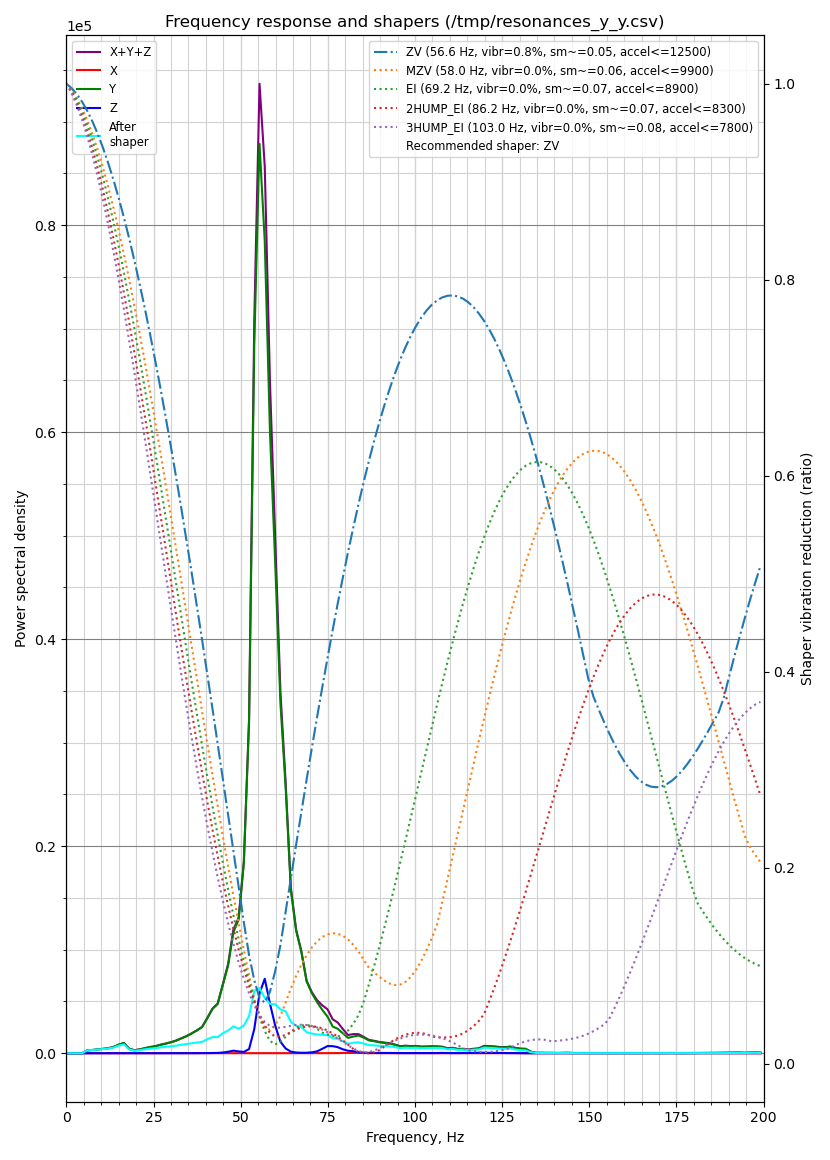 Frequency response and shapers (/tmp/resonances_y_y.csv)
1e5
X+Y+Z
X
Y
Z
After
shaper
ZV (56.6 Hz, vibr=0.8%, sm~=0.05, accel<=12500)
MZV (58.0 Hz, vibr=0.0%, sm~=0.06, accel<=9900)
EI (69.2 Hz, vibr=0.0%, sm~=0.07, accel<=8900)
2HUMP_EI (86.2 Hz, vibr=0.0%, sm~=0.07, accel<=8300)
3HUMP_EI (103.0 Hz, vibr=0.0%, sm~=0.08, accel<=7800)
Recommended shaper: ZV
Power spectral density
0.8
0.6
0.4
0.2
0.0
1.0
0.8
0.6
0.4
0.2
0.0
Shaper vibration reduction (ratio)
0 25 50 75 100 125 150 175 200
Frequency, Hz